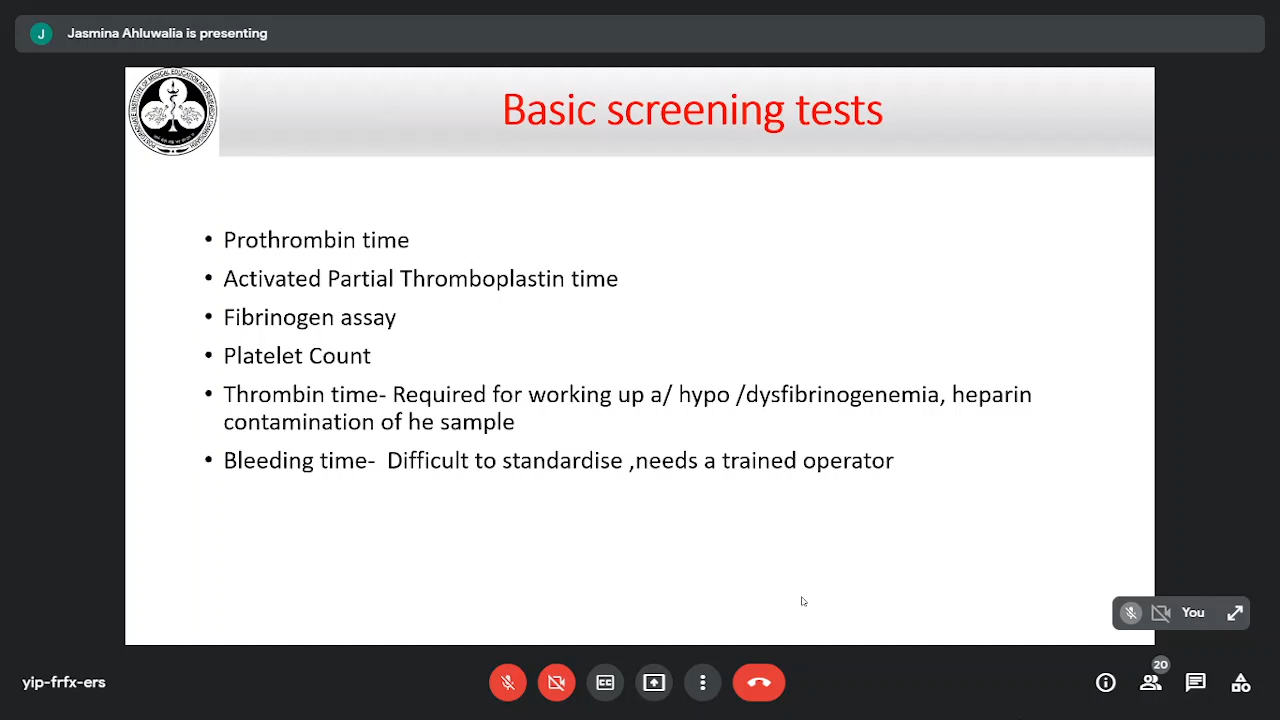 J
Jasmina Ahluwalia is presenting
Basic screening tests
• Prothrombin time
• Activated Partial Thromboplastin time
• Fibrinogen assay
• Platelet Count
• Thrombin time- Required for working up a/ hypo /dysfibrinogenemia, heparin
contamination of he sample
• Bleeding time-  Difficult to standardise ,needs a trained operator
You
20
yip-frfx-ers
CC